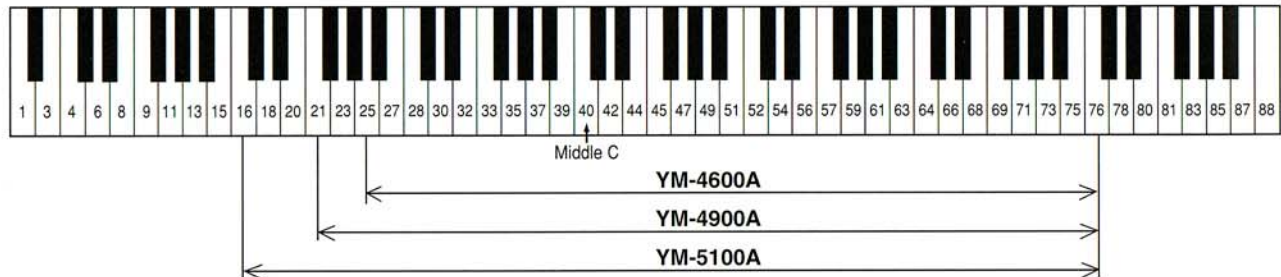 1 3 4 6 8 9 11 13 15 16 18 20 21 23 25 27 28 30 32 33 35 37 39 40 42 44 45 47 49 51 52 54 56 57 59 61 63 64 66 68 69 71 73 75 76 78 80 81 83 85 87 88
Middle C
YM-4600A
YM-4900A
YM-5100A